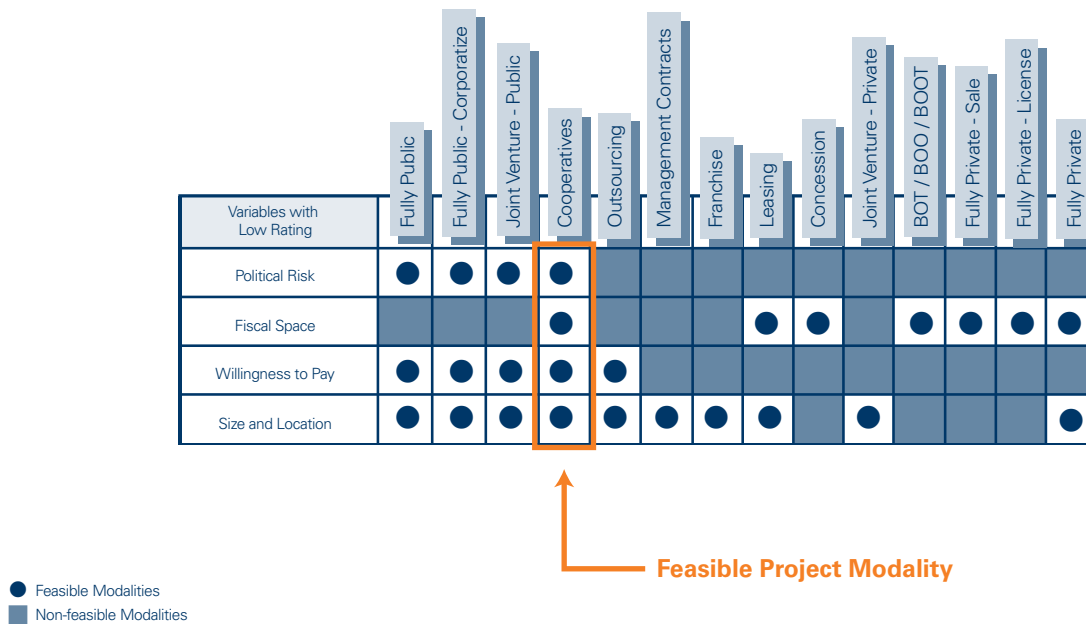 Fully Public
Fully Public - Corporatize
Joint Venture - Public
Cooperatives
Outsourcing
Management Contracts
Franchise
Leasing
Concession
Joint Venture - Private
BOT / BOO / BOOT
Fully Private - Sale
Fully Private - License
Fully Private
Variables with
Low Rating
Political Risk
Fiscal Space
Willingness to Pay
Size and Location
Feasible Project Modality
Feasible Modalities
Non-feasible Modalities